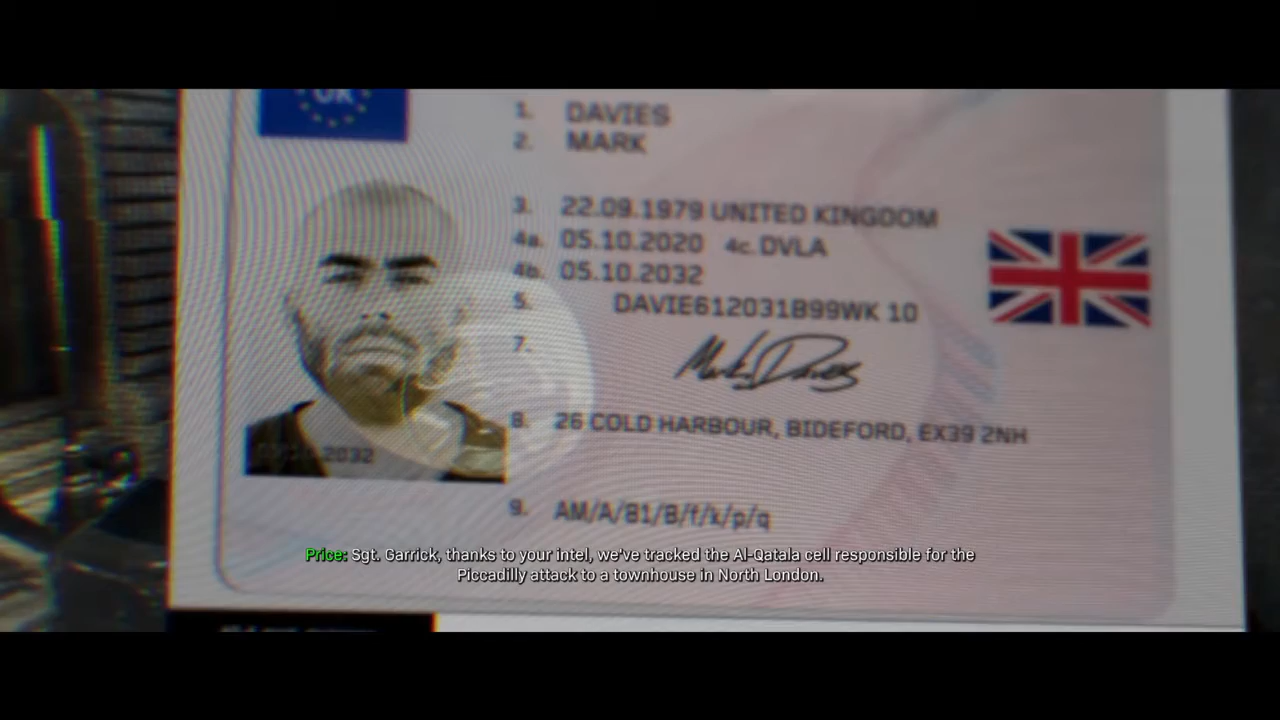 UK
1. DAVIES
2. MARK
3. 22.09.1979 UNITED KINGDOM
4a. 05.10.2020 4c. DVLA
4b. 05.10.2032
5. DAVIE612031B99WK 10
7. Mark Davies
8. 26 COLD HARBOUR, BIDEFORD, EX39 2NH
2032
9. AM/A/B1/B/f/k/p/q
Price: Sgt. Garrick, thanks to your intel, we've tracked the Al-Qatala cell responsible for the
Piccadilly attack to a townhouse in North London.